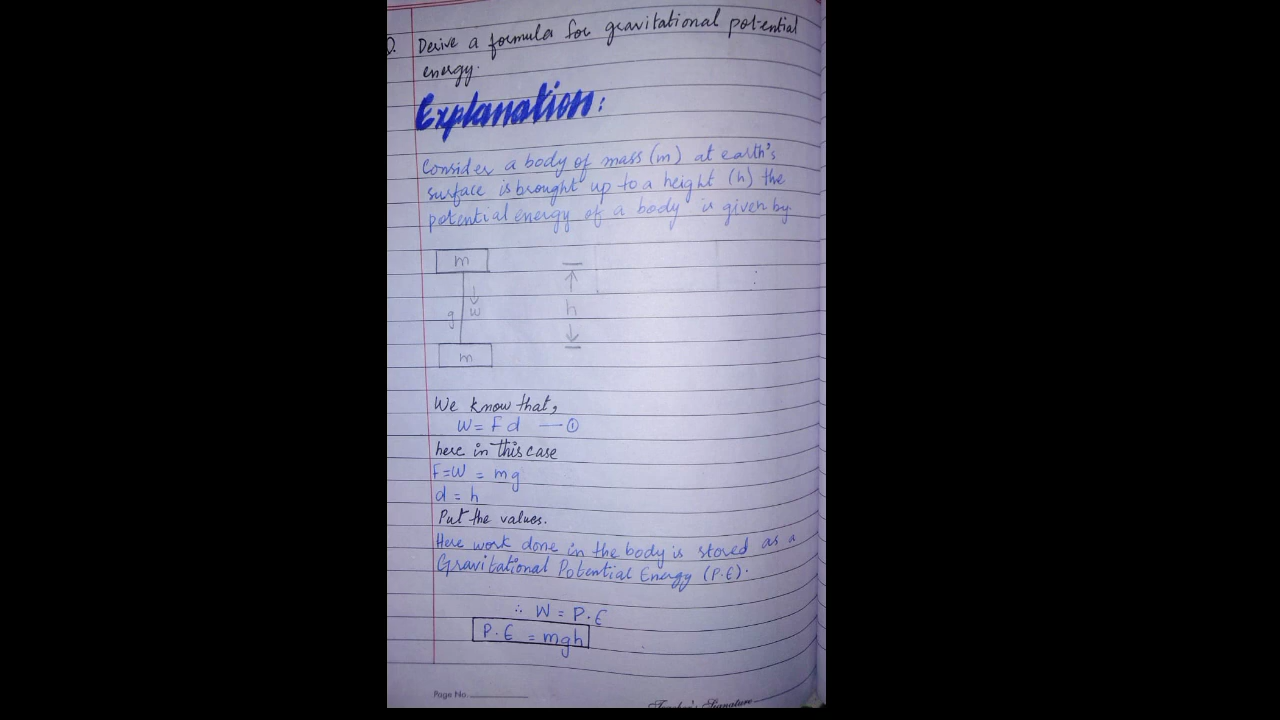 Q. Derive a formula for gravitational potential
energy.
Explanation:
Consider a body of mass (m) at earth's
surface is brought up to a height (h) the
potential energy of a body is given by.
m
w
g
h
m
We know that,
W = Fd — ①
here in this case
F=W = mg
d = h
Put the values.
Here work done in the body is stored as a
Gravitational Potential Energy (P.E).
∴ W = P.E
P.E = mgh
Page No.
Teacher's Signature